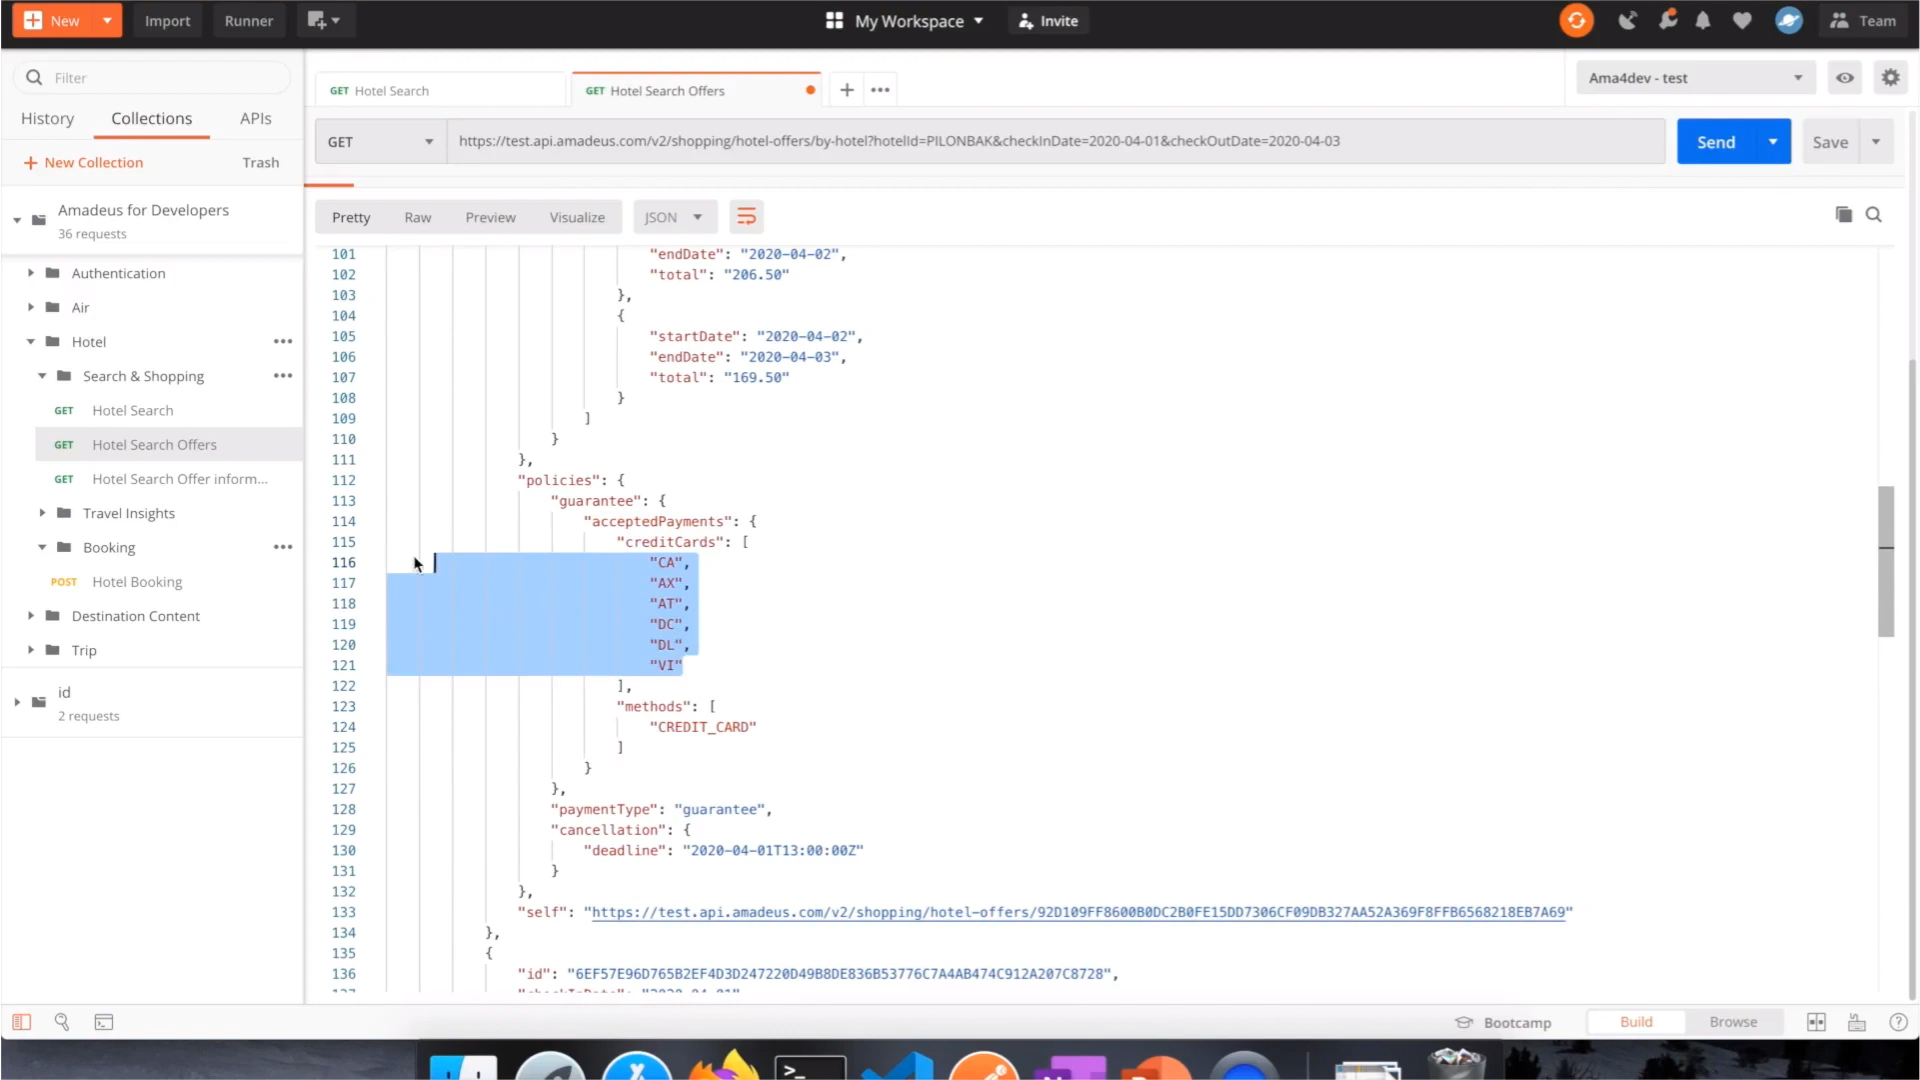 New
Import
Runner
My Workspace
Invite
Team
Filter
History
Collections
APIs
New Collection
Trash
Amadeus for Developers
36 requests
Authentication
Air
Hotel
Search & Shopping
GET Hotel Search
GET Hotel Search Offers
GET Hotel Search Offer inform...
Travel Insights
Booking
POST Hotel Booking
Destination Content
Trip
id
2 requests
GET Hotel Search
GET Hotel Search Offers
Ama4dev - test
GET
https://test.api.amadeus.com/v2/shopping/hotel-offers/by-hotel?hotelId=PILONBAK&checkInDate=2020-04-01&checkOutDate=2020-04-03
Send
Save
Pretty
Raw
Preview
Visualize
JSON
101 "endDate": "2020-04-02",
102 "total": "206.50"
103 },
104 {
105 "startDate": "2020-04-02",
106 "endDate": "2020-04-03",
107 "total": "169.50"
108 }
109 ]
110 }
111 },
112 "policies": {
113 "guarantee": {
114 "acceptedPayments": {
115 "creditCards": [
116 "CA",
117 "AX",
118 "AT",
119 "DC",
120 "DL",
121 "VI"
122 ],
123 "methods": [
124 "CREDIT_CARD"
125 ]
126 }
127 },
128 "paymentType": "guarantee",
129 "cancellation": {
130 "deadline": "2020-04-01T13:00:00Z"
131 }
132 },
133 "self": "https://test.api.amadeus.com/v2/shopping/hotel-offers/92D109FF8600B0DC2B0FE15DD7306CF09DB327AA52A369F8FFB6568218EB7A69"
134 },
135 {
136 "id": "6EF57E96D765B2EF4D3D247220D49B8DE836B53776C7A4AB474C912A207C8728",
137 "checkInDate": "2020-04-01",
Bootcamp
Build
Browse